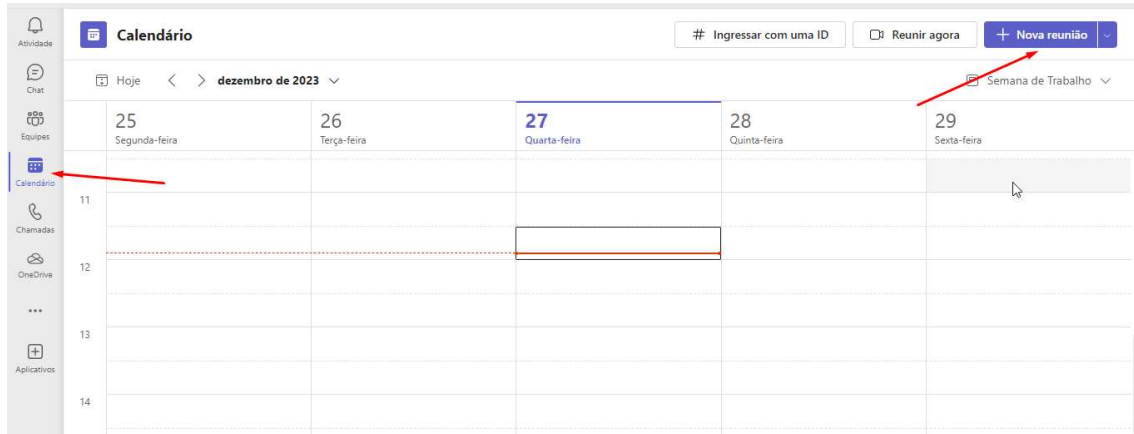 Atividade
Chat
Equipes
Calendário
Chamadas
OneDrive
Aplicativos
Calendário
# Ingressar com uma ID
Reunir agora
+ Nova reunião
Hoje
dezembro de 2023
Semana de Trabalho
25
Segunda-feira
26
Terça-feira
27
Quarta-feira
28
Quinta-feira
29
Sexta-feira
11
12
13
14